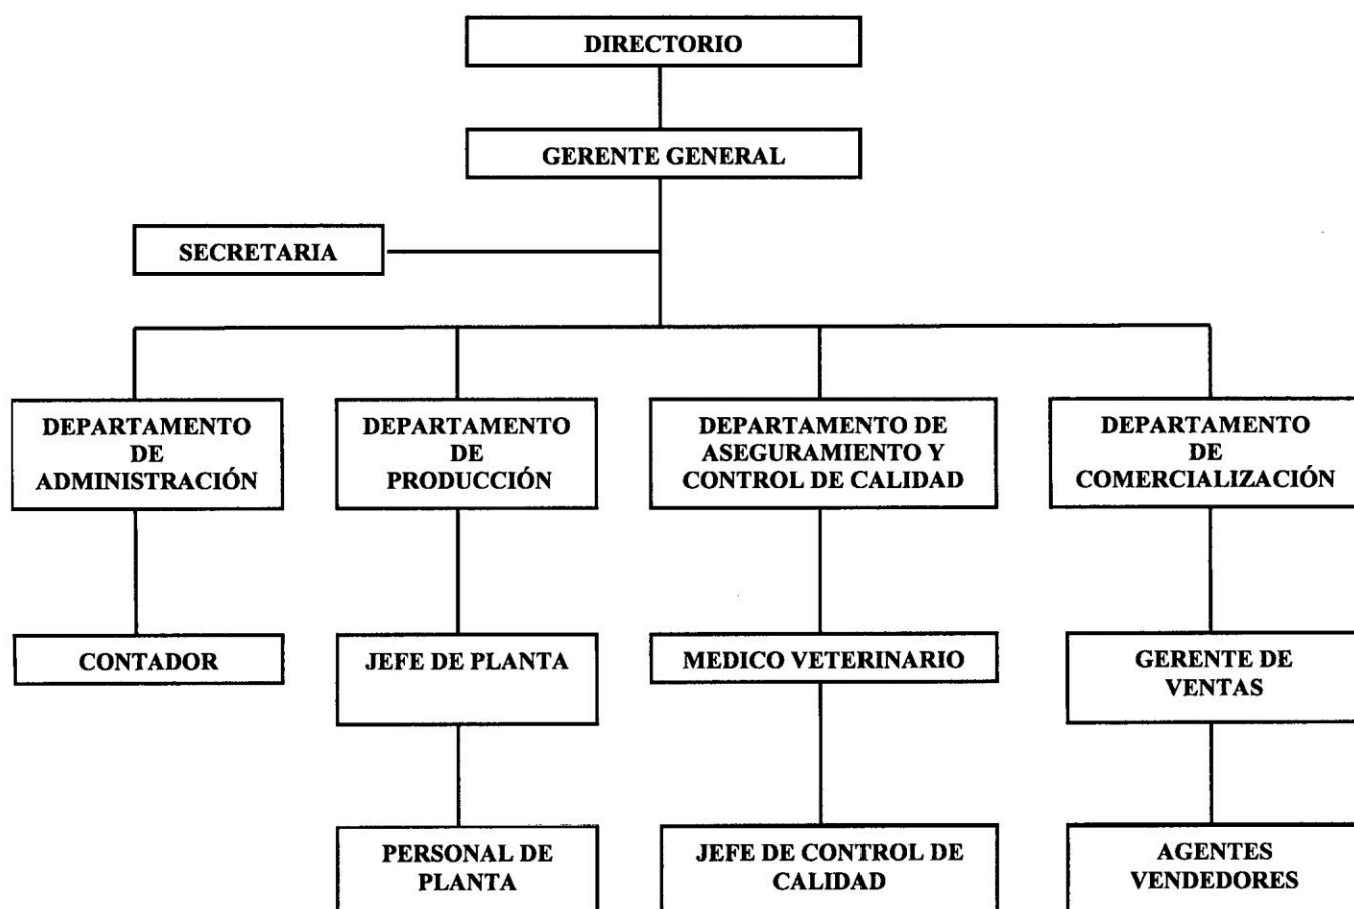 DIRECTORIO
GERENTE GENERAL
SECRETARIA
DEPARTAMENTO
DE
ADMINISTRACIÓN
DEPARTAMENTO
DE
PRODUCCIÓN
DEPARTAMENTO DE
ASEGURAMIENTO Y
CONTROL DE CALIDAD
DEPARTAMENTO
DE
COMERCIALIZACIÓN
CONTADOR
JEFE DE PLANTA
MEDICO VETERINARIO
GERENTE DE
VENTAS
PERSONAL DE
PLANTA
JEFE DE CONTROL DE
CALIDAD
AGENTES
VENDEDORES